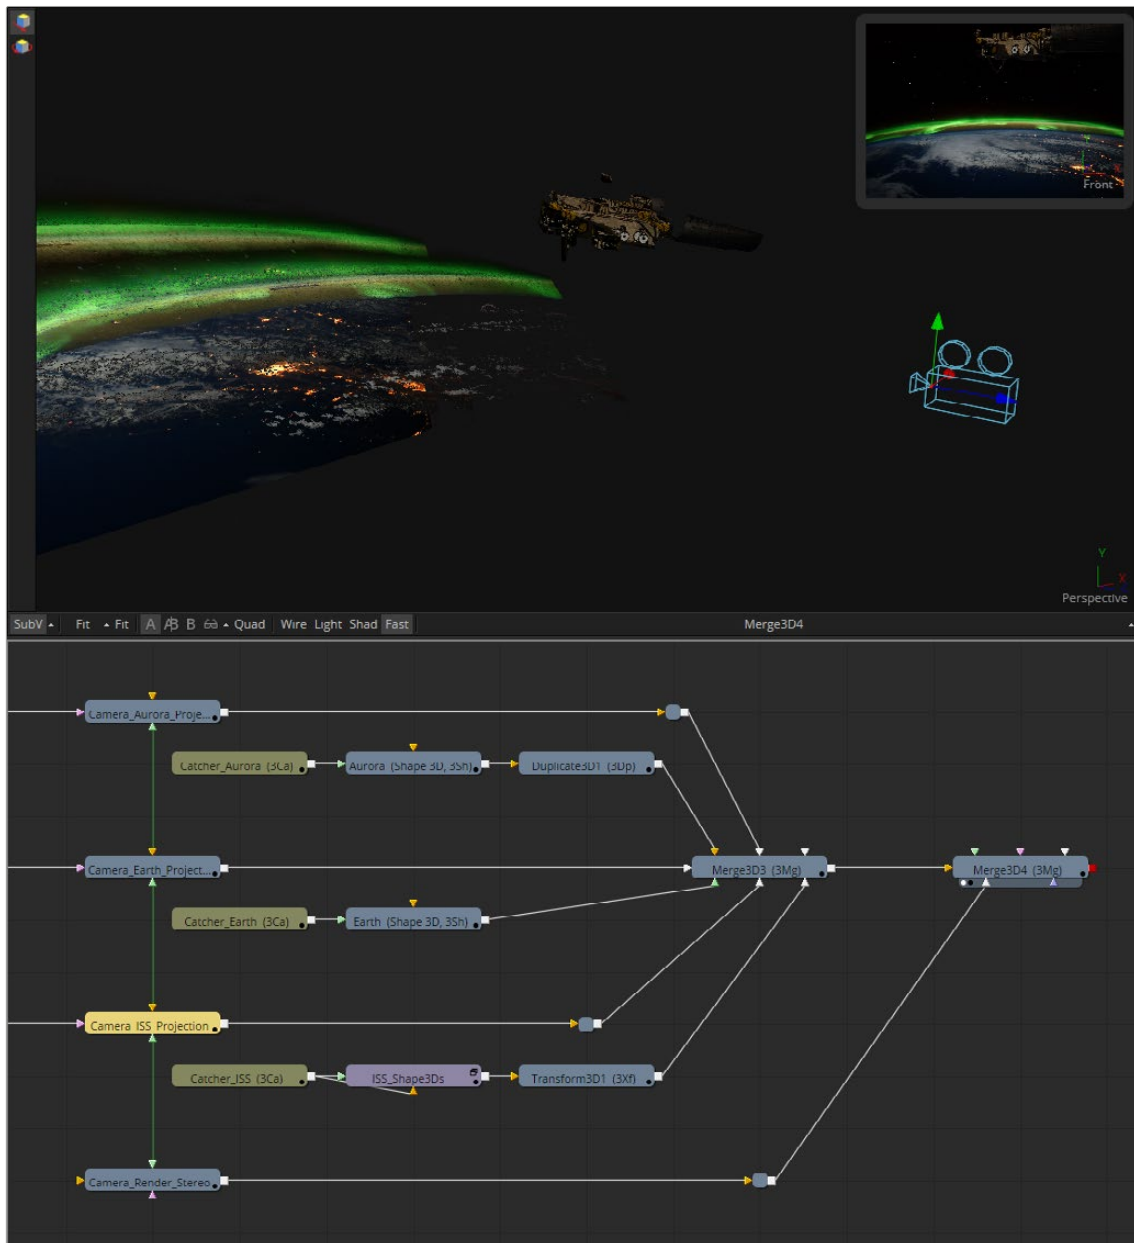 Front
Y
X
Perspective
SubV Fit Fit A B Quad Wire Light Shad Fast Merge3D4
Camera_Aurora_Proje...
Catcher_Aurora (3Ca)
Aurora (Shape 3D, 3Sh)
Duplicate3D1 (3Dp)
Camera_Earth_Project...
Merge3D3 (3Mg)
Merge3D4 (3Mg)
Catcher_Earth (3Ca)
Earth (Shape 3D, 3Sh)
Camera_ISS_Projection
Catcher_ISS (3Ca)
ISS_Shape3Ds
Transform3D1 (3Xf)
Camera_Render_Stereo